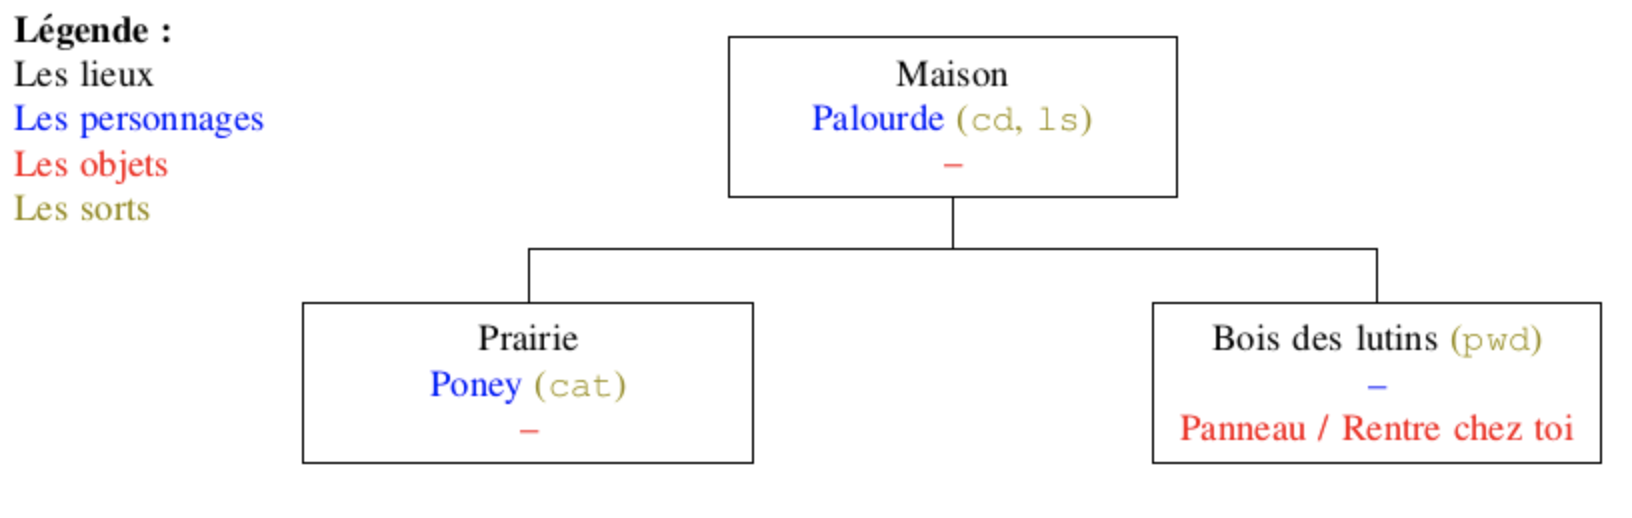 Légende :
Les lieux
Les personnages
Les objets
Les sorts
Maison
Palourde (cd, ls)
–
Prairie
Poney (cat)
–
Bois des lutins (pwd)
–
Panneau / Rentre chez toi